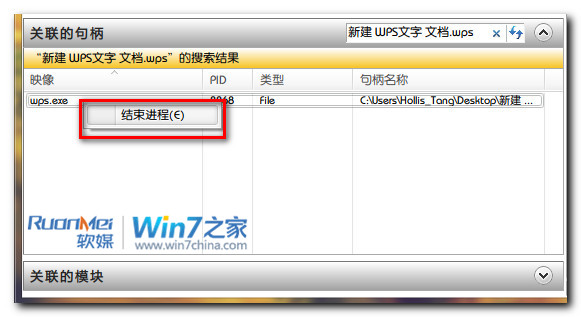 关联的句柄 新建 WPS文字 文档.wps
“新建 WPS文字 文档.wps”的搜索结果
映像 PID 类型 句柄名称
wps.exe 9968 File C:\Users\Hollis_Tang\Desktop\新建 ...
结束进程(E)
RuanMei 软媒 Win7之家
www.win7china.com
关联的模块